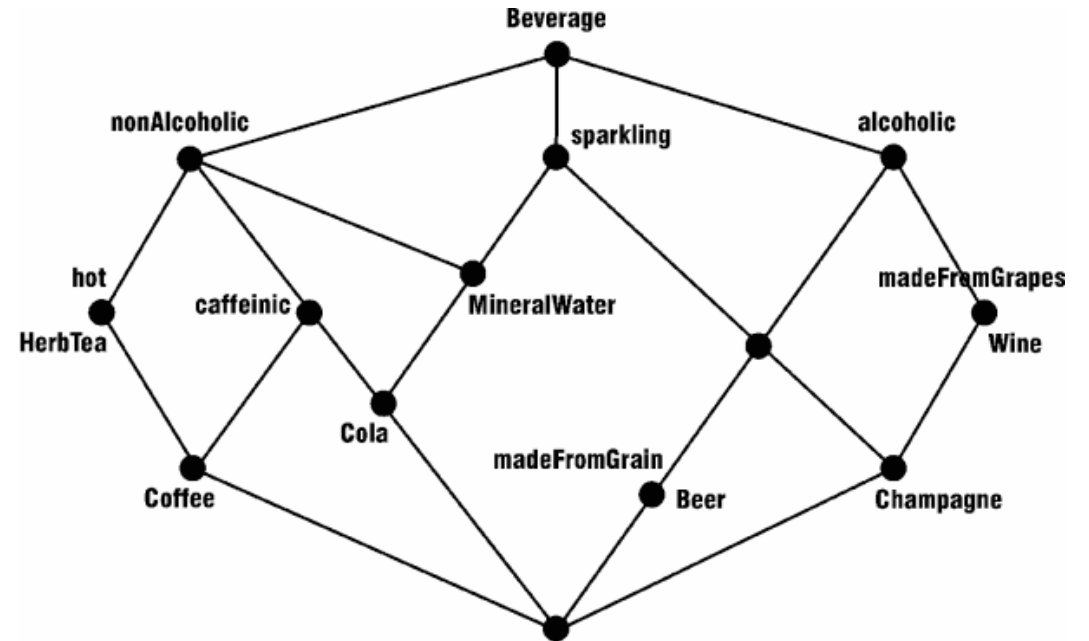 Beverage
nonAlcoholic
sparkling
alcoholic
hot
caffeinic
MineralWater
madeFromGrapes
HerbTea
Wine
Cola
madeFromGrain
Coffee
Beer
Champagne